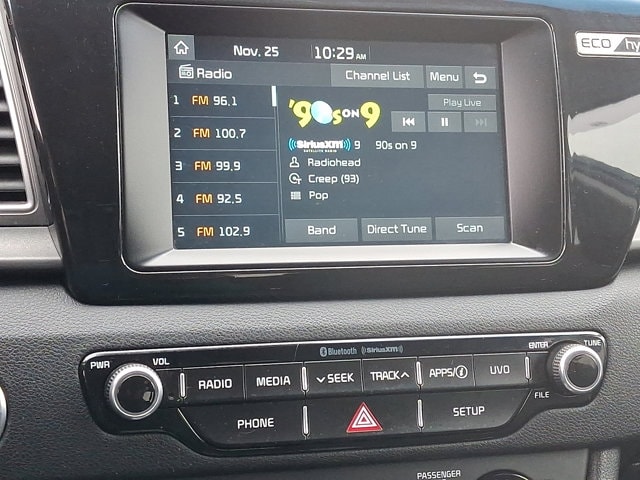 Nov. 25 10:29 AM
ECO hy
Radio Channel List Menu
1 FM 96.1
2 FM 100.7
3 FM 99.9
4 FM 92.5
5 FM 102.9
'90s ON 9
Play Live
((SiriusXM)) 9 90s on 9
SATELLITE RADIO
Radiohead
Creep (93)
Pop
Band Direct Tune Scan
Bluetooth ((SiriusXM))
PWR VOL
RADIO MEDIA SEEK TRACK APPS/i UVO
ENTER TUNE
FILE
PHONE SETUP
PASSENGER